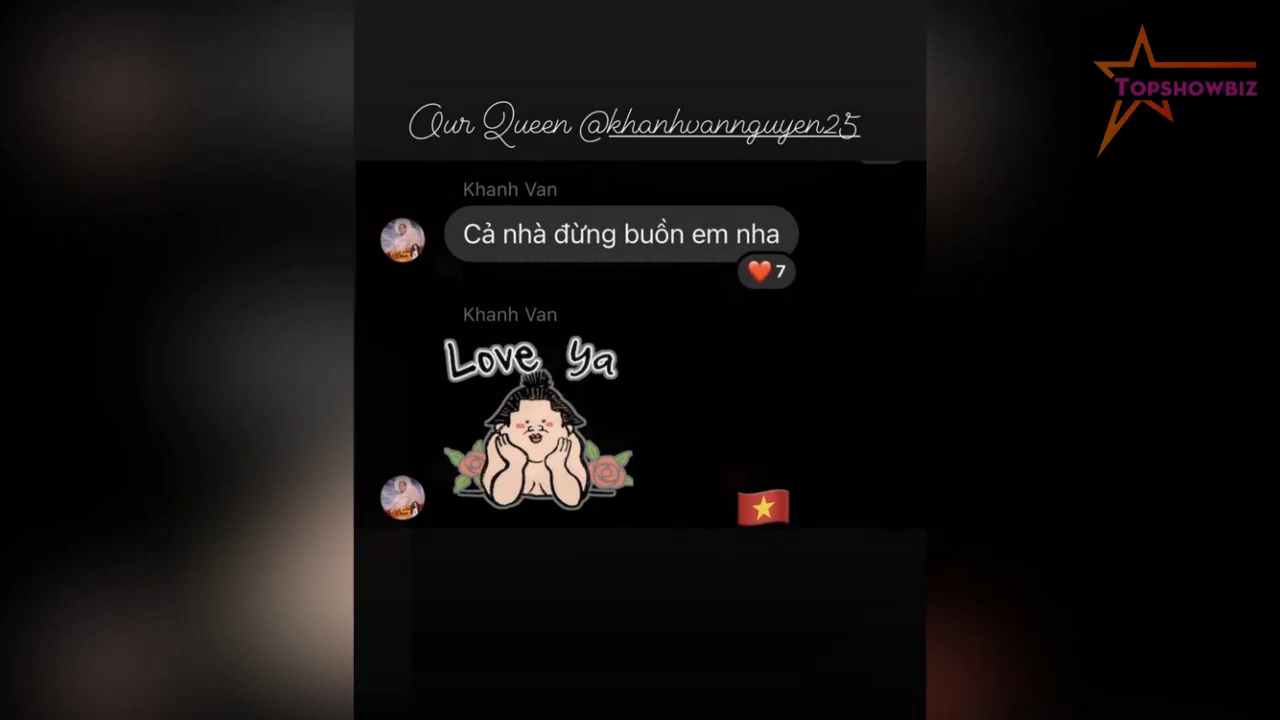 TOPSHOWBIZ
Our Queen @khanhvannguyen25
Khanh Van
Cả nhà đừng buồn em nha
❤️ 7
Khanh Van
Love Ya